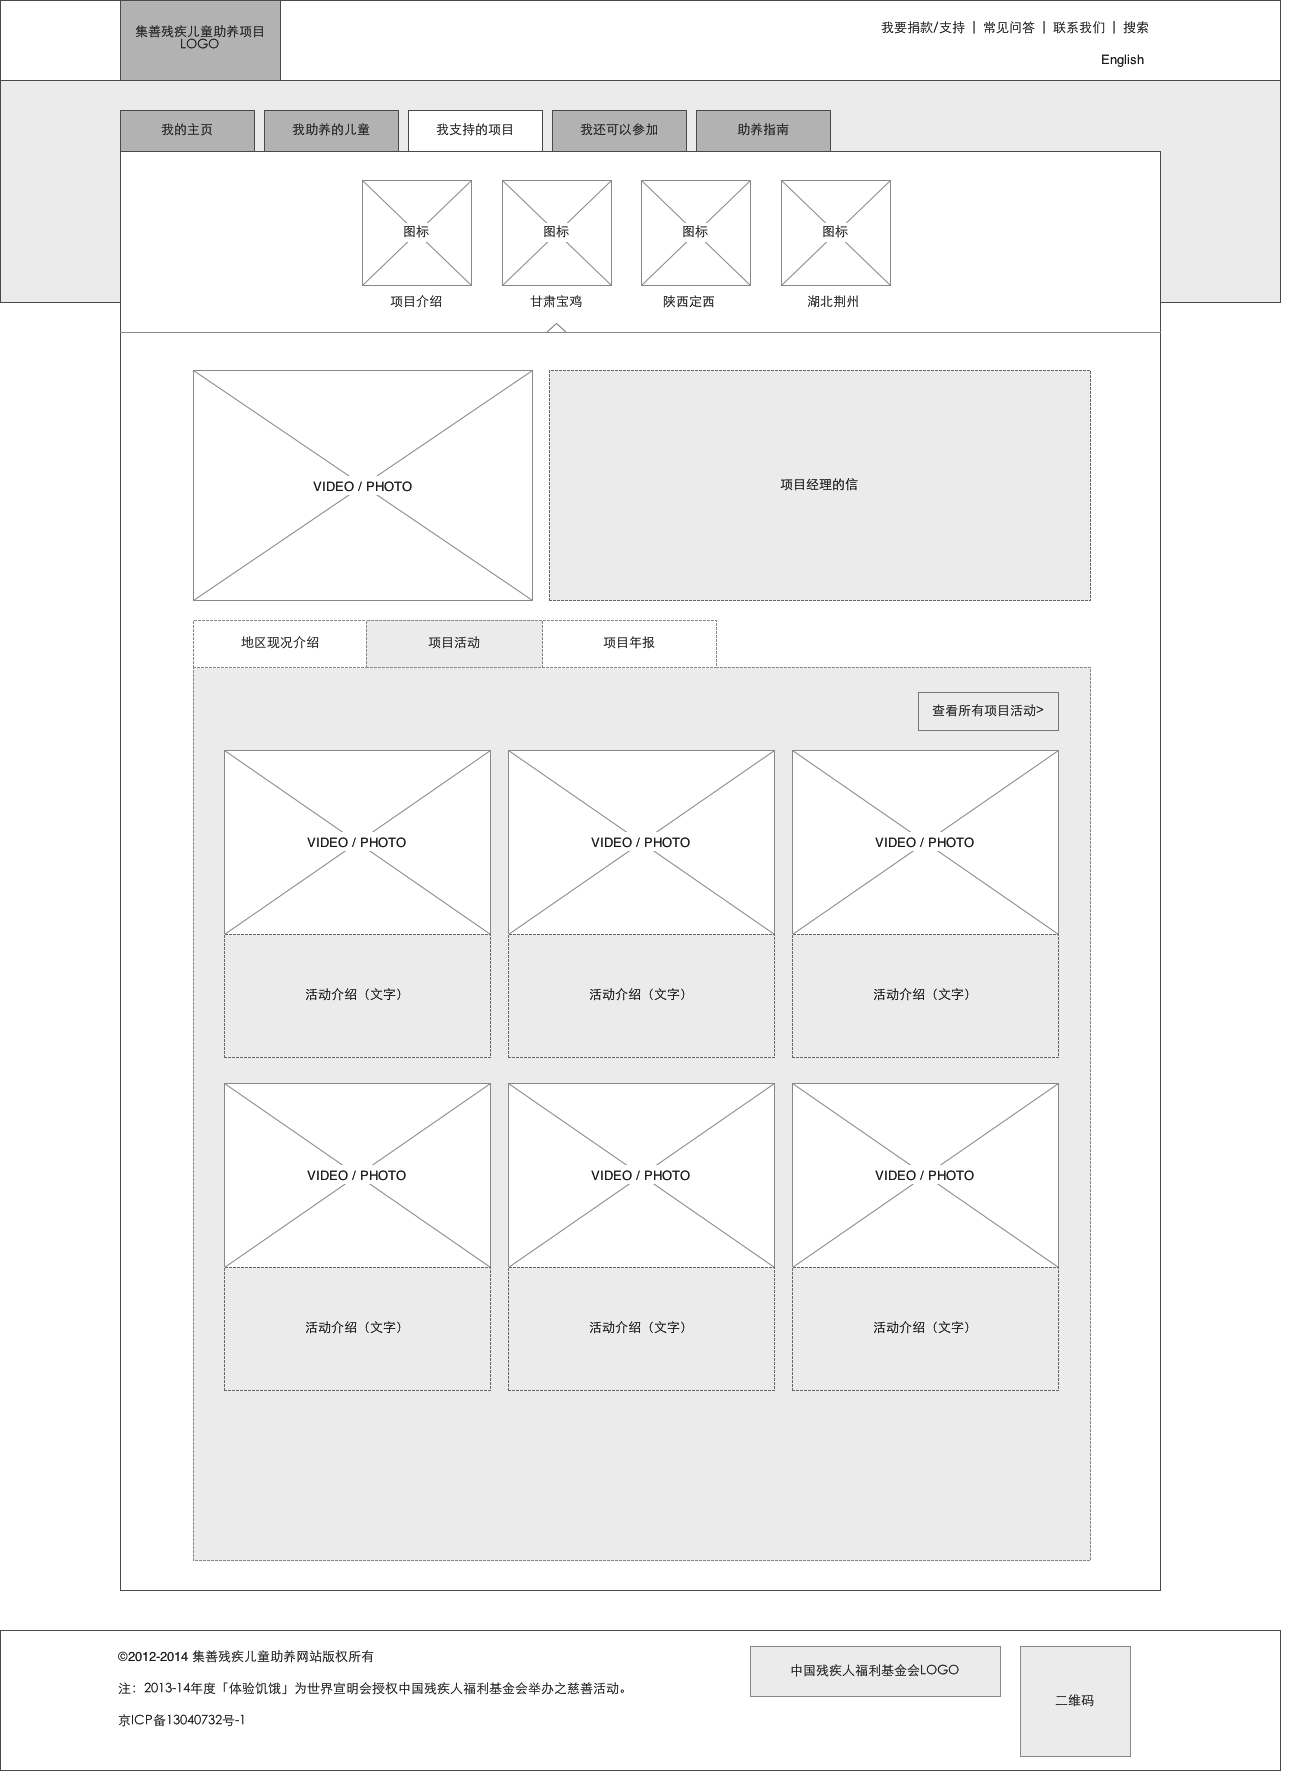 集善残疾儿童助养项目
LOGO
我要捐款/支持 | 常见问答 | 联系我们 | 搜索
English
我的主页 我助养的儿童 我支持的项目 我还可以参加 助养指南
图标 图标 图标 图标
项目介绍 甘肃宝鸡 陕西定西 湖北荆州
VIDEO / PHOTO
项目经理的信
地区现况介绍 项目活动 项目年报
查看所有项目活动>
VIDEO / PHOTO VIDEO / PHOTO VIDEO / PHOTO
活动介绍（文字） 活动介绍（文字） 活动介绍（文字）
VIDEO / PHOTO VIDEO / PHOTO VIDEO / PHOTO
活动介绍（文字） 活动介绍（文字） 活动介绍（文字）
©2012-2014 集善残疾儿童助养网站版权所有
注：2013-14年度「体验饥饿」为世界宣明会授权中国残疾人福利基金会举办之慈善活动。
京ICP备13040732号-1
中国残疾人福利基金会LOGO
二维码